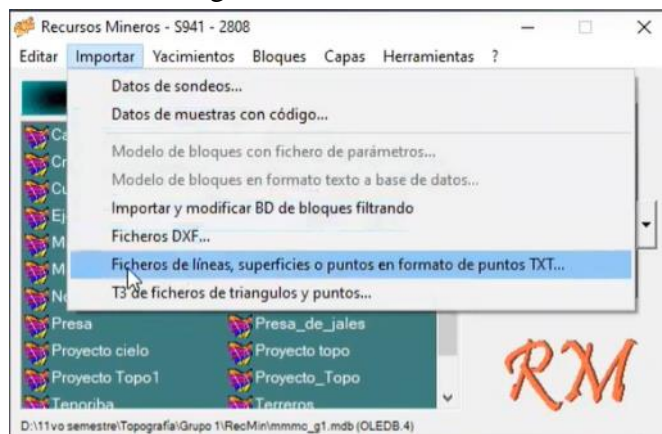 Recursos Mineros - S941 - 2808
Editar Importar Yacimientos Bloques Capas Herramientas ?
Datos de sondeos...
Datos de muestras con código...
Modelo de bloques con fichero de parámetros...
Modelo de bloques en formato texto a base de datos...
Importar y modificar BD de bloques filtrando
Ficheros DXF...
Ficheros de líneas, superficies o puntos en formato de puntos TXT...
T3 de ficheros de triangulos y puntos...
Presa Presa_de_jales
Proyecto cielo Proyecto topo
Proyecto Topo1 Proyecto_Topo
Tenoriba Terreros
RM
D:\11vo semestre\Topografía\Grupo 1\RecMin\mmmc_g1.mdb (OLEDB.4)